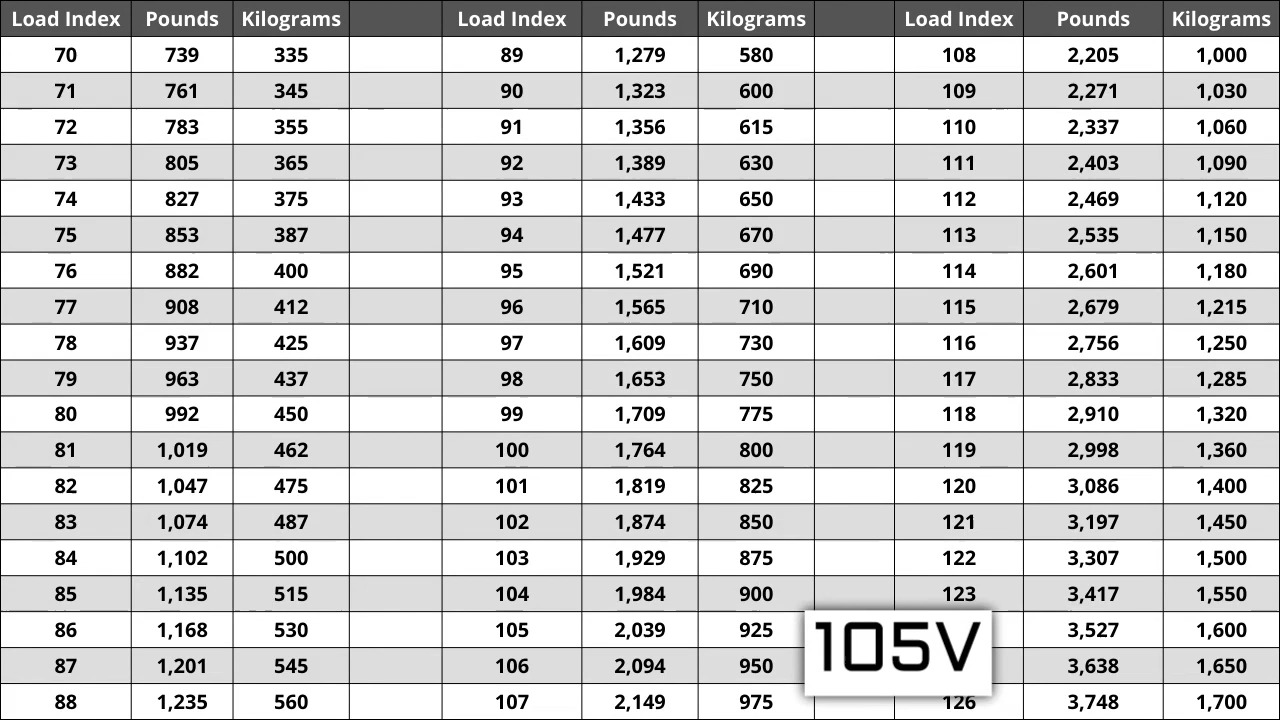 Load Index Pounds Kilograms Load Index Pounds Kilograms Load Index Pounds Kilograms
70 739 335 89 1,279 580 108 2,205 1,000
71 761 345 90 1,323 600 109 2,271 1,030
72 783 355 91 1,356 615 110 2,337 1,060
73 805 365 92 1,389 630 111 2,403 1,090
74 827 375 93 1,433 650 112 2,469 1,120
75 853 387 94 1,477 670 113 2,535 1,150
76 882 400 95 1,521 690 114 2,601 1,180
77 908 412 96 1,565 710 115 2,679 1,215
78 937 425 97 1,609 730 116 2,756 1,250
79 963 437 98 1,653 750 117 2,833 1,285
80 992 450 99 1,709 775 118 2,910 1,320
81 1,019 462 100 1,764 800 119 2,998 1,360
82 1,047 475 101 1,819 825 120 3,086 1,400
83 1,074 487 102 1,874 850 121 3,197 1,450
84 1,102 500 103 1,929 875 122 3,307 1,500
85 1,135 515 104 1,984 900 123 3,417 1,550
86 1,168 530 105 2,039 925 3,527 1,600
105V
87 1,201 545 106 2,094 950 3,638 1,650
88 1,235 560 107 2,149 975 126 3,748 1,700